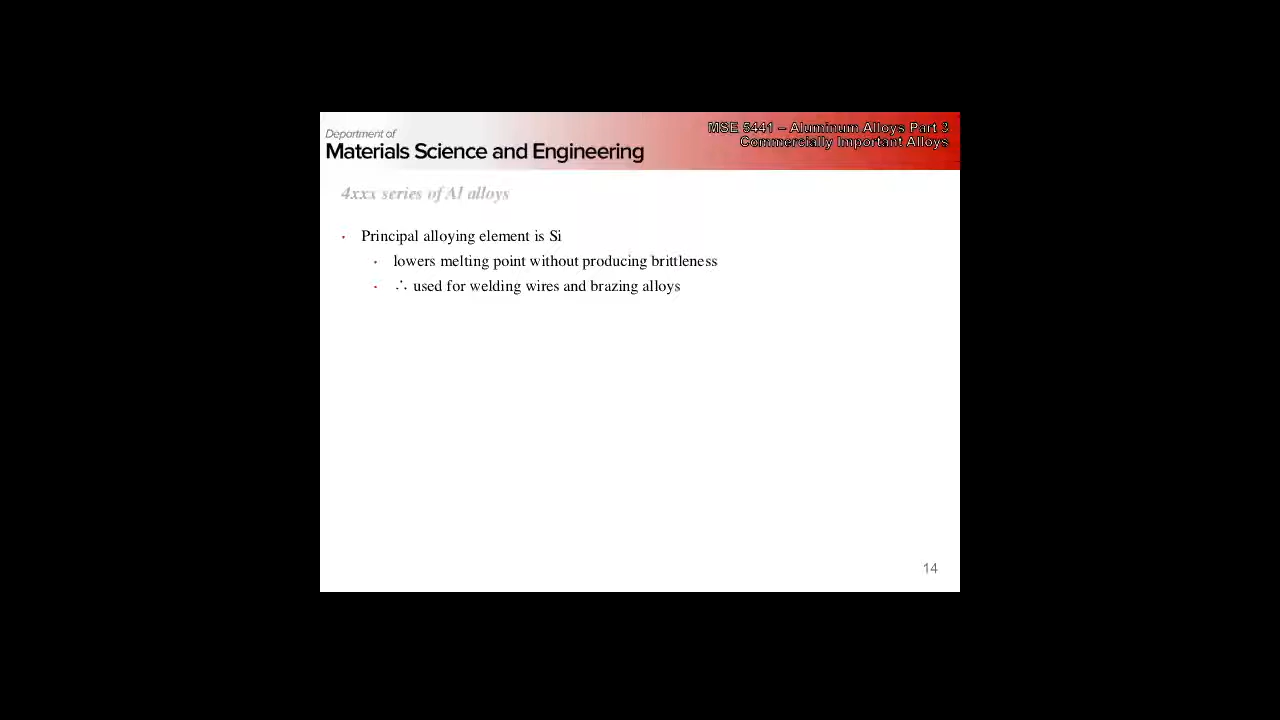 Department of
Materials Science and Engineering
MSE 5441 – Aluminum Alloys Part 3
Commercially Important Alloys
4xxx series of Al alloys
• Principal alloying element is Si
• lowers melting point without producing brittleness
• ∴ used for welding wires and brazing alloys
14